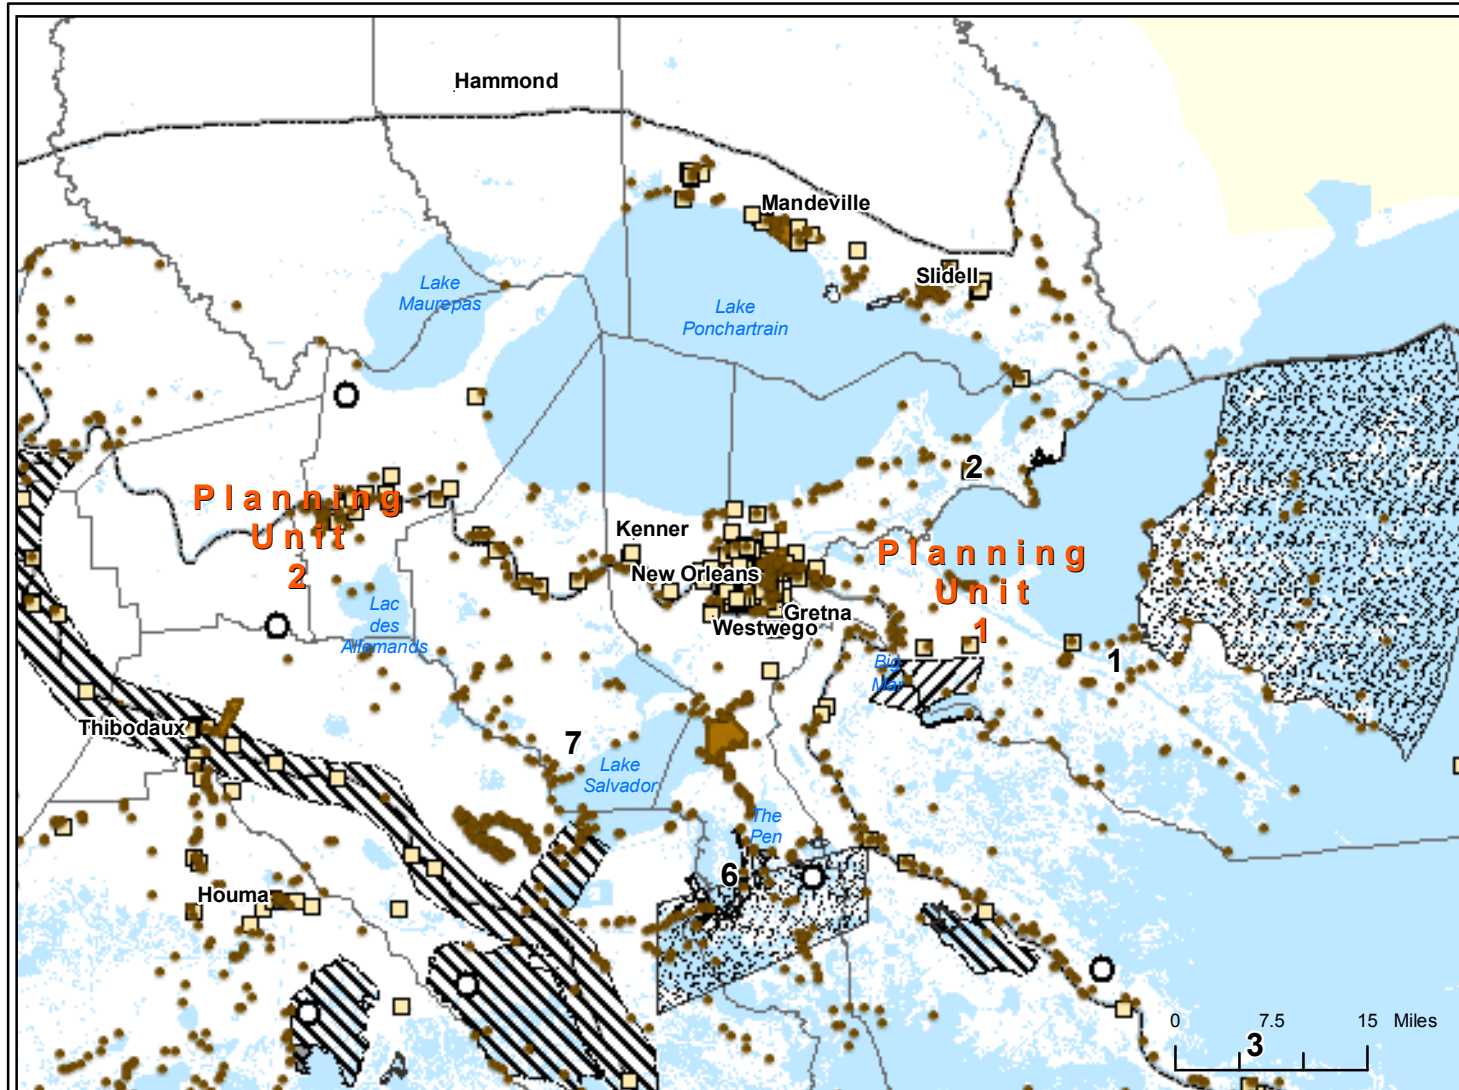 Hammond
Mandeville
Lake
Maurepas
Slidell
Lake
Ponchartrain
2
Planning
Unit
2
Kenner
Planning
Unit
1
New Orleans
Gretna
Westwego
Lac
des
Allemands
Big
Mar
1
Thibodaux
7
Lake
Salvador
The
Pen
6
Houma
0 7.5 15 Miles
3